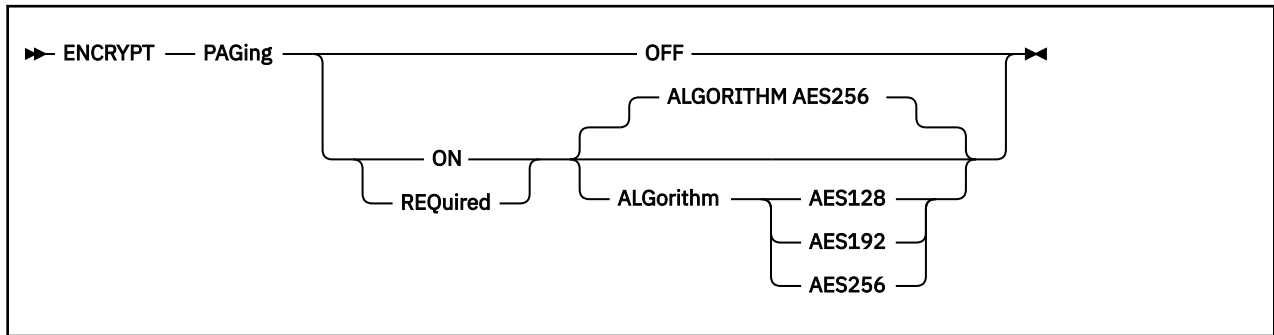 ENCRYPT PAGing OFF
ALGORITHM AES256
ON
REQuired ALGorithm AES128
AES192
AES256